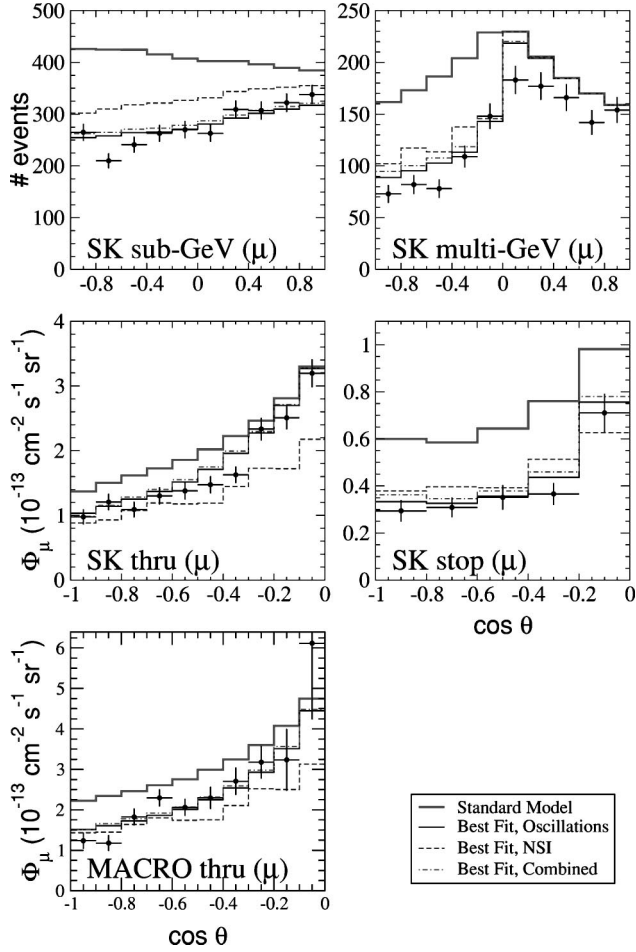 500
400
300
200
100
0
# events
-0.8 -0.4 0 0.4 0.8
SK sub-GeV (μ)
250
200
150
100
50
0
-0.8 -0.4 0 0.4 0.8
SK multi-GeV (μ)
4
3
2
1
0
Φμ (10⁻¹³ cm⁻² s⁻¹ sr⁻¹)
-1 -0.8 -0.6 -0.4 -0.2 0
SK thru (μ)
1
0.8
0.6
0.4
0.2
0
-1 -0.8 -0.6 -0.4 -0.2 0
SK stop (μ)
cos θ
6
5
4
3
2
1
0
Φμ (10⁻¹³ cm⁻² s⁻¹ sr⁻¹)
-1 -0.8 -0.6 -0.4 -0.2 0
MACRO thru (μ)
cos θ
Standard Model
Best Fit, Oscillations
Best Fit, NSI
Best Fit, Combined